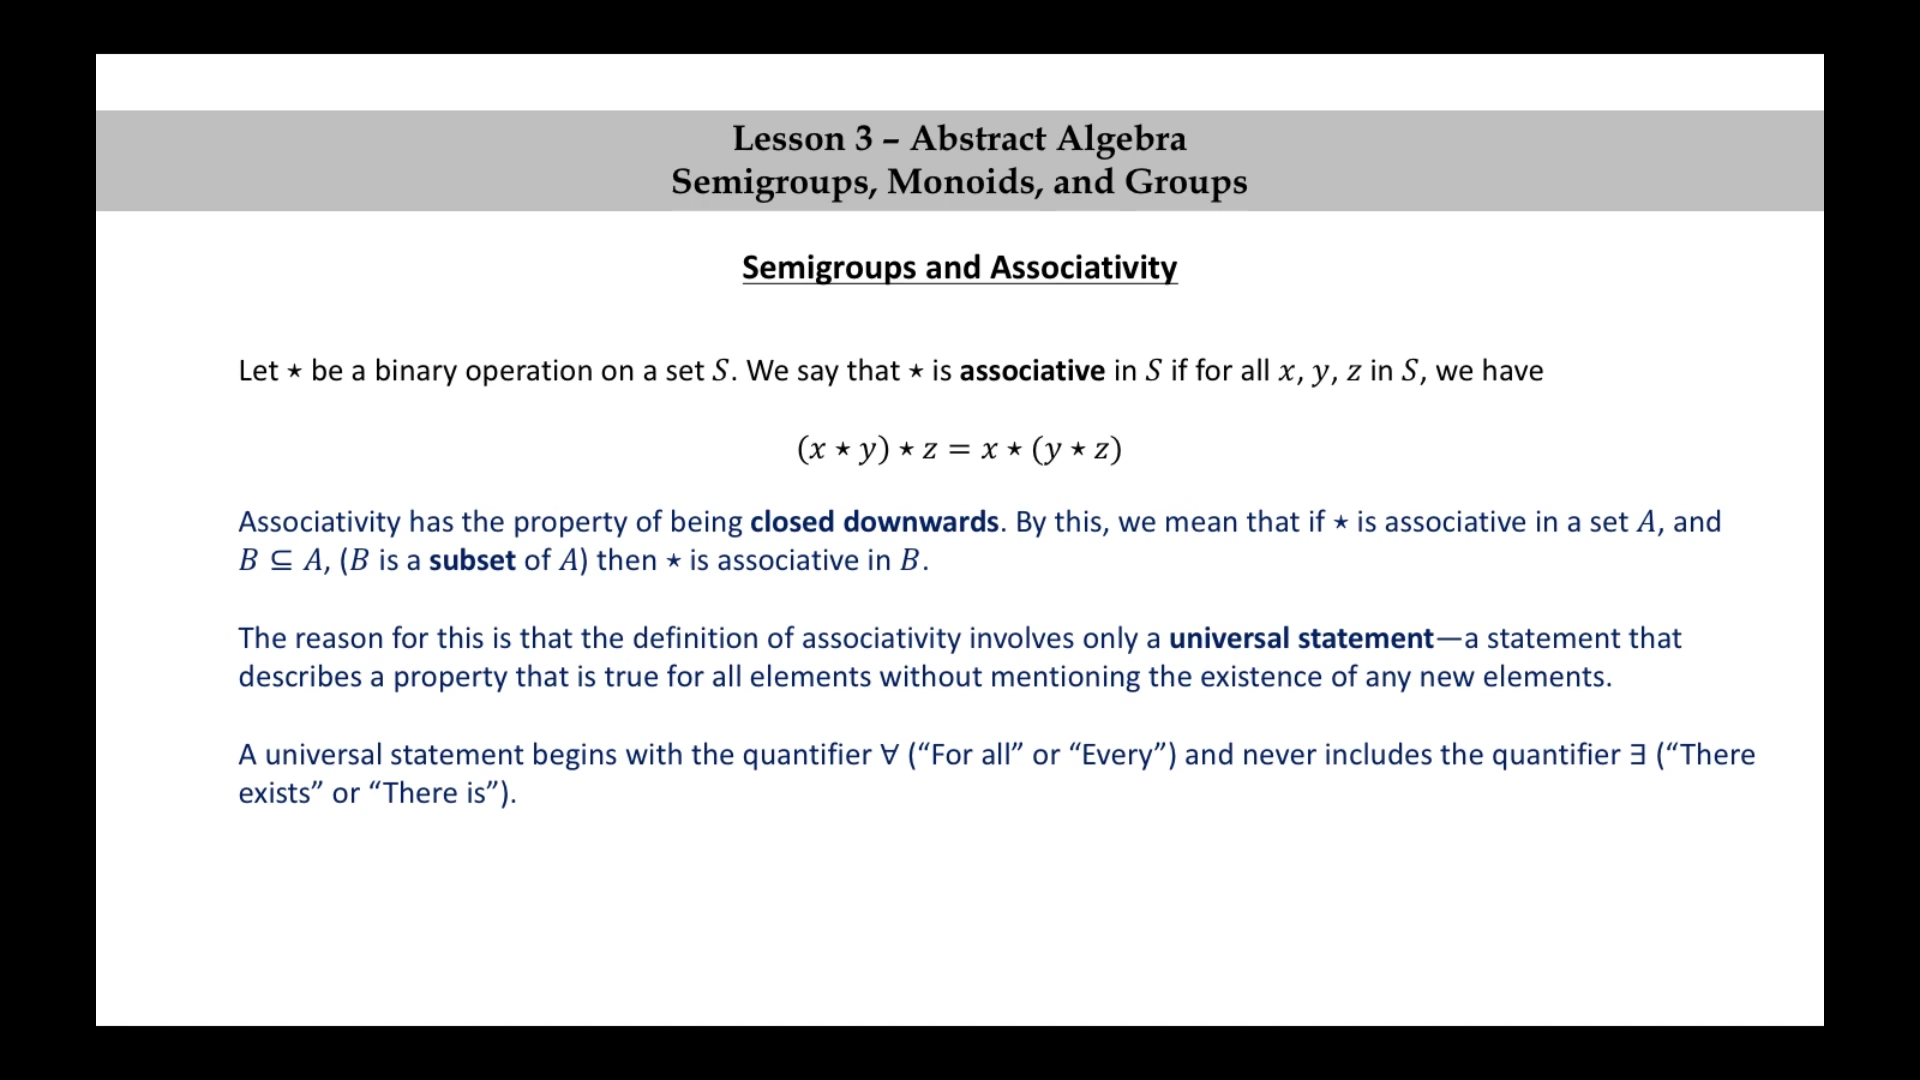 Lesson 3 – Abstract Algebra
Semigroups, Monoids, and Groups
Semigroups and Associativity
Let ⋆ be a binary operation on a set S. We say that ⋆ is associative in S if for all x, y, z in S, we have
(x ⋆ y) ⋆ z = x ⋆ (y ⋆ z)
Associativity has the property of being closed downwards. By this, we mean that if ⋆ is associative in a set A, and
B ⊆ A, (B is a subset of A) then ⋆ is associative in B.
The reason for this is that the definition of associativity involves only a universal statement—a statement that
describes a property that is true for all elements without mentioning the existence of any new elements.
A universal statement begins with the quantifier ∀ (“For all” or “Every”) and never includes the quantifier ∃ (“There
exists” or “There is”).